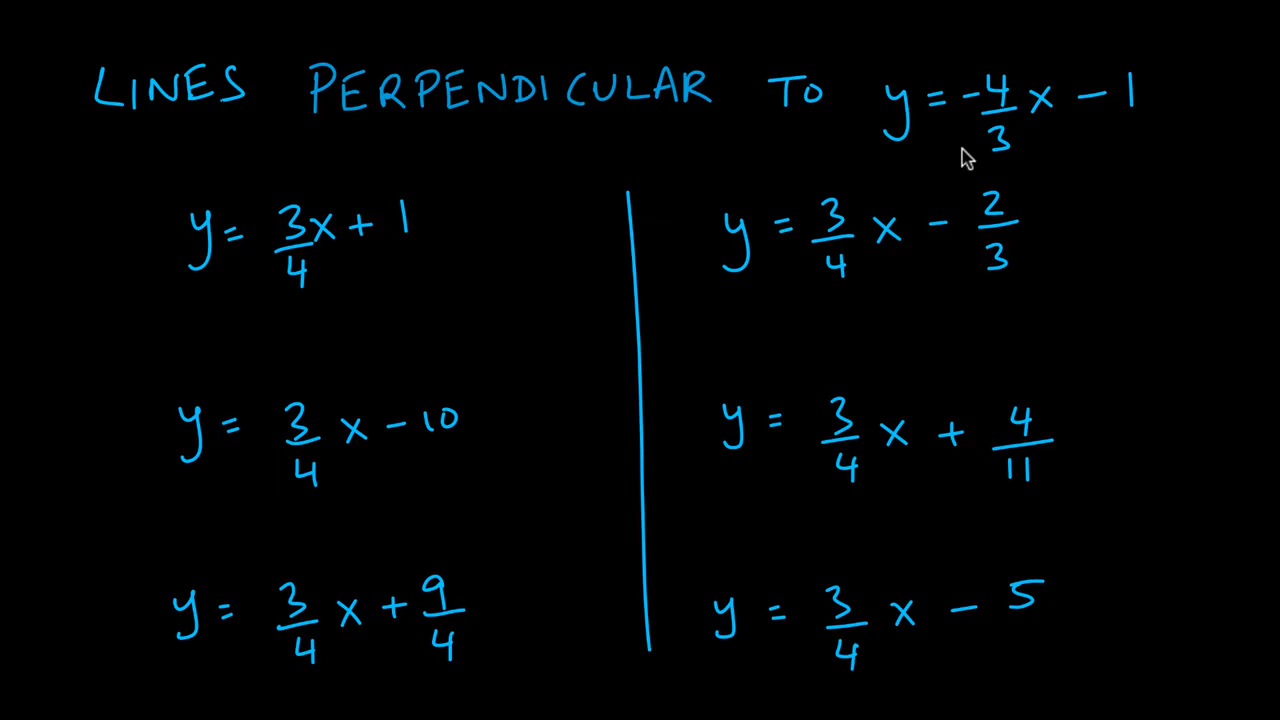 LINES PERPENDICULAR TO y = -4/3 x - 1
y = 3/4 x + 1
y = 3/4 x - 10
y = 3/4 x + 9/4
y = 3/4 x - 2/3
y = 3/4 x + 4/11
y = 3/4 x - 5